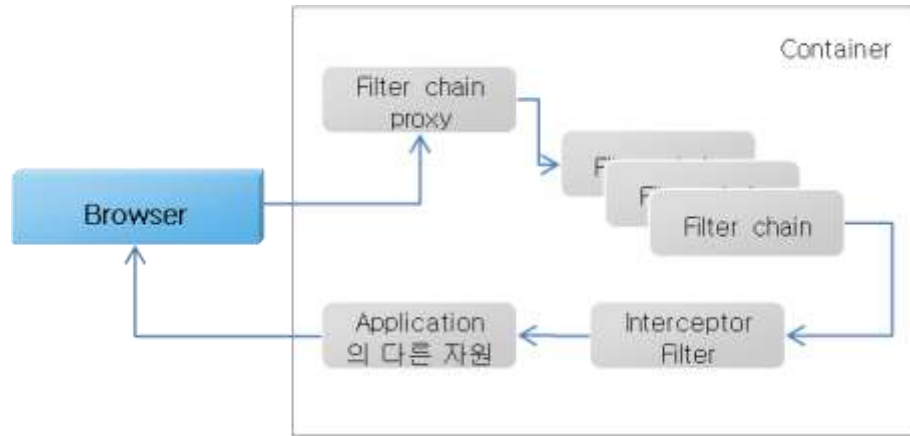 Container
Filter chain
proxy
Browser
Filter chain
Application
의 다른 자원
Interceptor
Filter